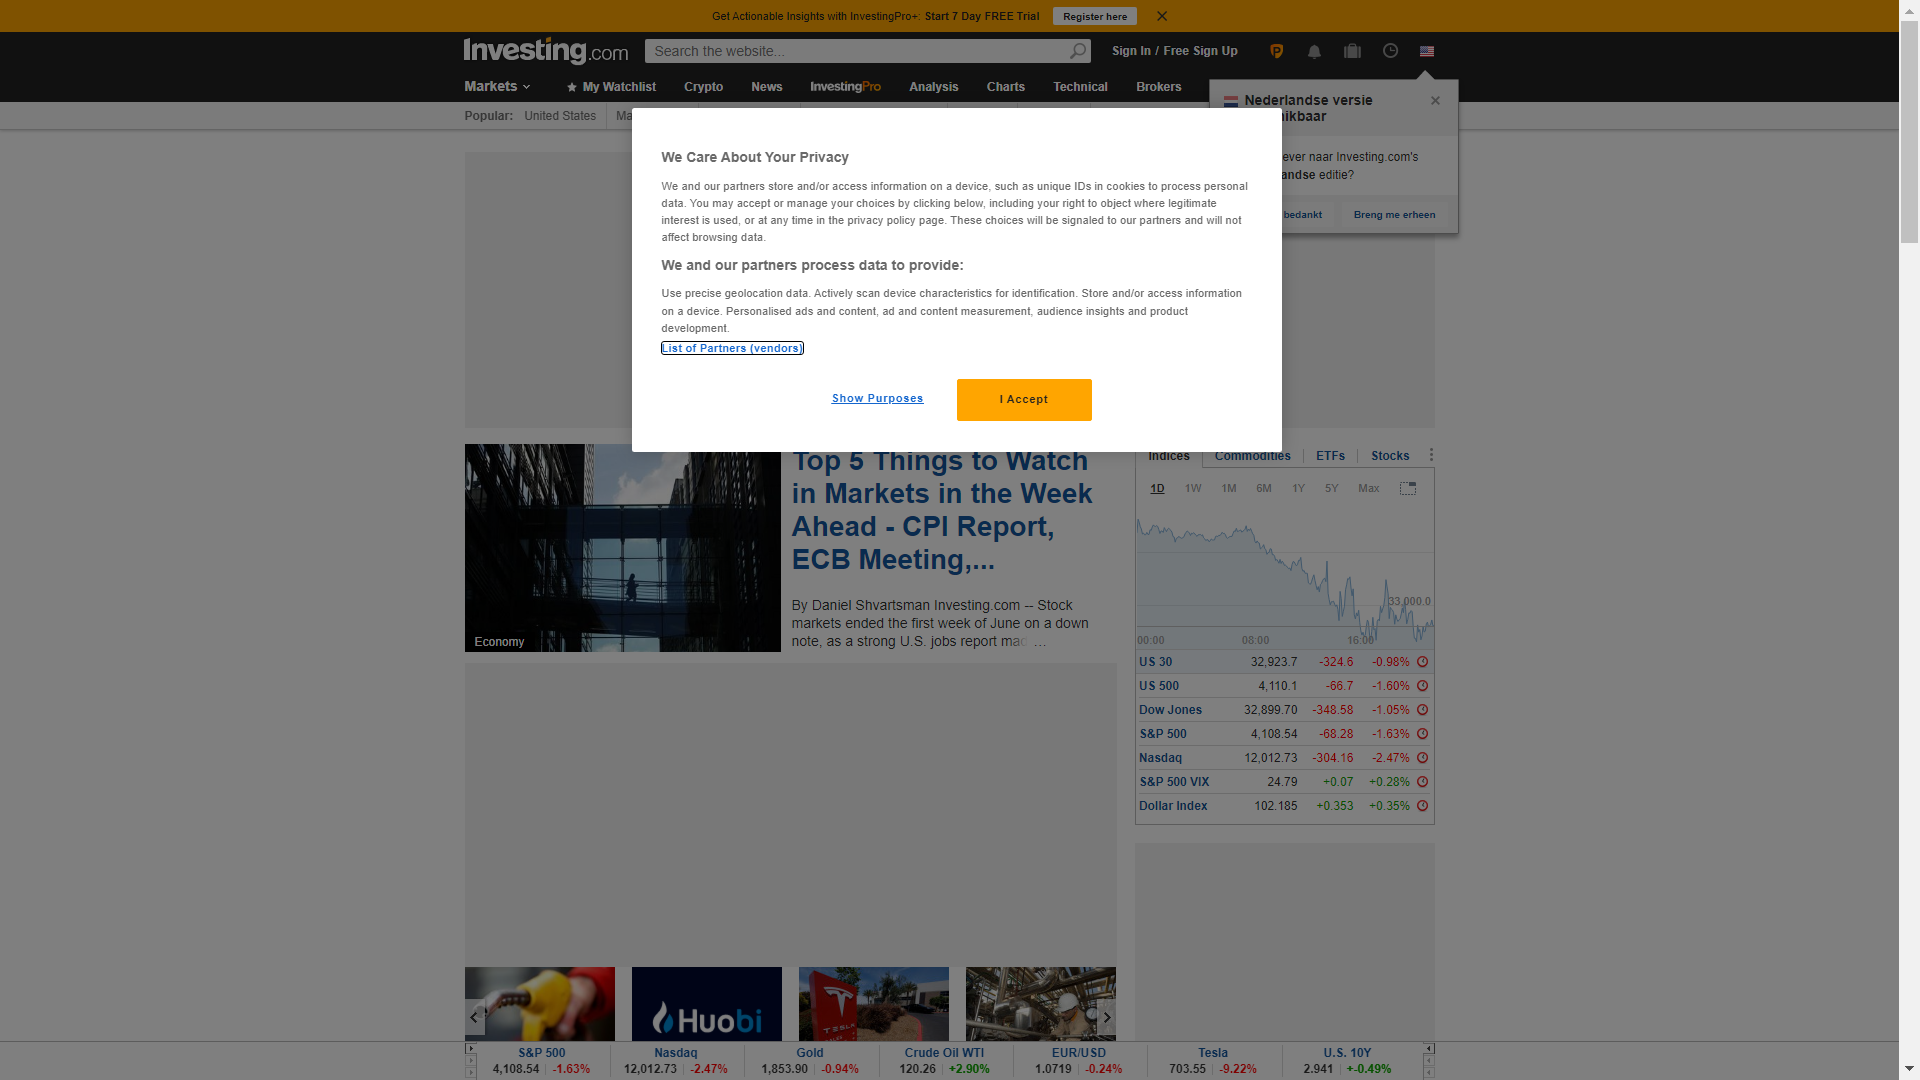 Get Actionable Insights with InvestingPro+: Start 7 Day FREE Trial
Register here
Investing.com
Search the website...
Sign In / Free Sign Up
Markets
My Watchlist
Crypto
News
InvestingPro
Analysis
Charts
Technical
Brokers
Popular:
United States
Ma
Nederlandse versie
ikbaar
ever naar Investing.com's
andse editie?
bedankt
Breng me erheen
We Care About Your Privacy
We and our partners store and/or access information on a device, such as unique IDs in cookies to process personal
data. You may accept or manage your choices by clicking below, including your right to object where legitimate
interest is used, or at any time in the privacy policy page. These choices will be signaled to our partners and will not
affect browsing data.
We and our partners process data to provide:
Use precise geolocation data. Actively scan device characteristics for identification. Store and/or access information
on a device. Personalised ads and content, ad and content measurement, audience insights and product
development.
List of Partners (vendors)
Show Purposes
I Accept
Economy
Top 5 Things to Watch
in Markets in the Week
Ahead - CPI Report,
ECB Meeting,...
By Daniel Shvartsman Investing.com -- Stock
markets ended the first week of June on a down
note, as a strong U.S. jobs report mad ...
Indices
Commodities
ETFs
Stocks
1D 1W 1M 6M 1Y 5Y Max
33 000.0
00:00 08:00 16:00
US 30 32,923.7 -324.6 -0.98%
US 500 4,110.1 -66.7 -1.60%
Dow Jones 32,899.70 -348.58 -1.05%
S&P 500 4,108.54 -68.28 -1.63%
Nasdaq 12,012.73 -304.16 -2.47%
S&P 500 VIX 24.79 +0.07 +0.28%
Dollar Index 102.185 +0.353 +0.35%
Huobi
TESLA
S&P 500 Nasdaq Gold Crude Oil WTI EUR/USD Tesla U.S. 10Y
4,108.54 -1.63% 12,012.73 -2.47% 1,853.90 -0.94% 120.26 +2.90% 1.0719 -0.24% 703.55 -9.22% 2.941 +-0.49%